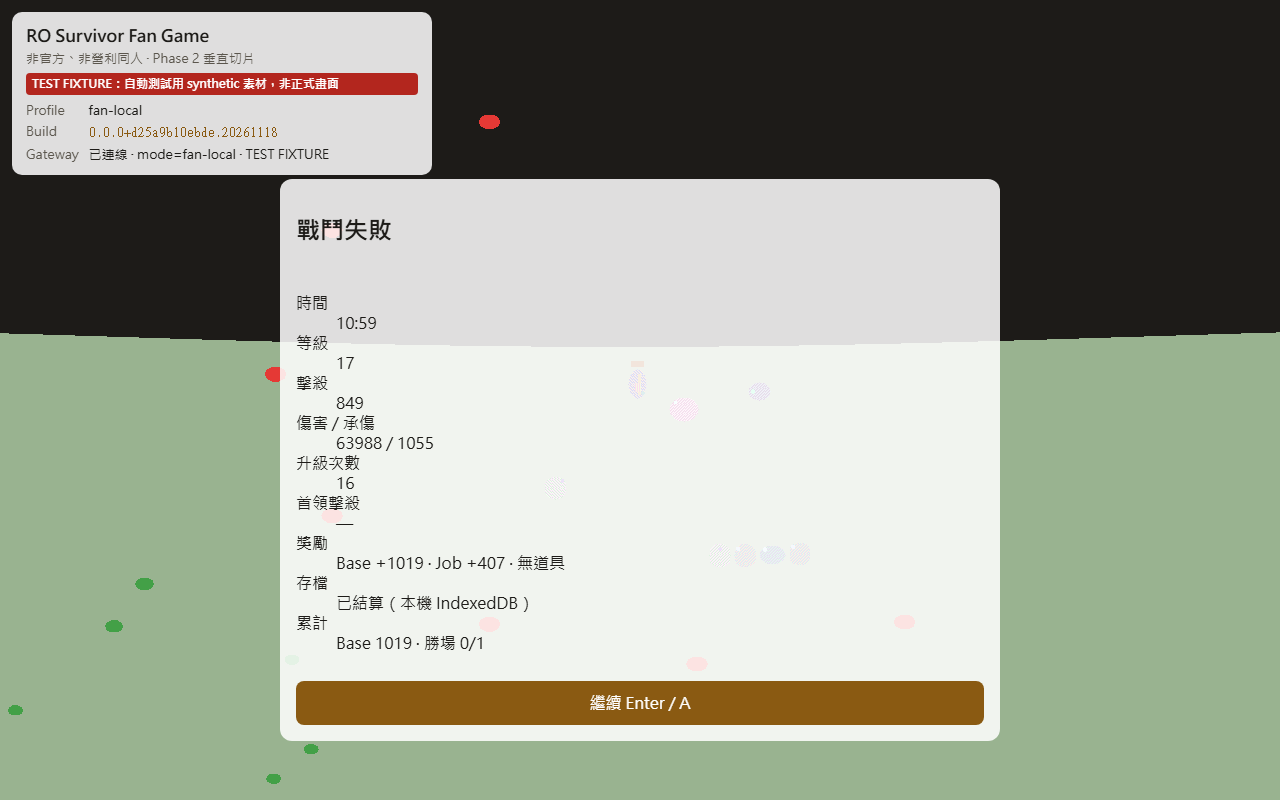 RO Survivor Fan Game
非官方、非營利同人 · Phase 2 垂直切片
TEST FIXTURE：自動測試用 synthetic 素材，非正式畫面
Profile fan-local
Build 0.0.0+d25a9b10ebde.20261118
Gateway 已連線 · mode=fan-local · TEST FIXTURE
戰鬥失敗
時間
10:59
等級
17
擊殺
849
傷害 / 承傷
63988 / 1055
升級次數
16
首領擊殺
—
獎勵
Base +1019 · Job +407 · 無道具
存檔
已結算（本機 IndexedDB）
累計
Base 1019 · 勝場 0/1
繼續 Enter / A